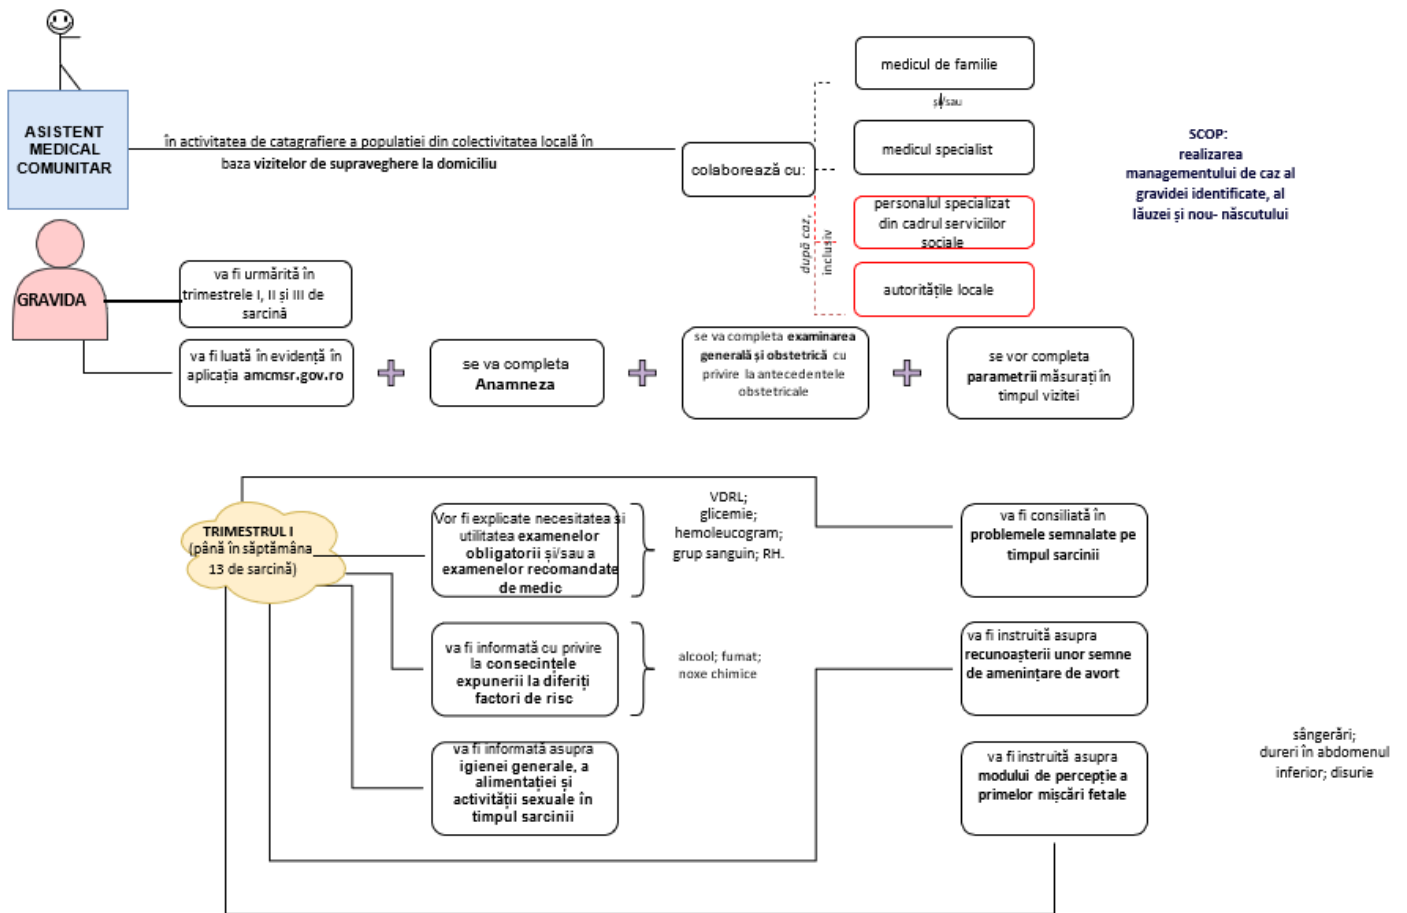 medicul de familie
și/sau
ASISTENT
MEDICAL
COMUNITAR
în activitatea de catagrafiere a populatiei din colectivitatea locală în
baza vizitelor de supraveghere la domiciliu
colaborează cu:
medicul specialist
personalul specializat
din cadrul serviciilor
sociale
autoritățile locale
după caz,
inclusiv
SCOP:
realizarea
managementului de caz al
gravidei identificate, al
lăuzei și nou- născutului
GRAVIDA
va fi urmărită în
trimestrele I, II și III de
sarcină
va fi luată în evidență în
aplicația amcmsr.gov.ro
se va completa
Anamneza
se va completa examinarea
generală și obstetrică cu
privire la antecedentele
obstetricale
se vor completa
parametrii măsurați în
timpul vizitei
TRIMESTRUL I
(până în săptămâna
13 de sarcină)
Vor fi explicate necesitatea si
utilitatea examenelor
obligatorii și/sau a
examenelor recomandate
de medic
VDRL;
glicemie;
hemoleucogram;
grup sanguin; RH.
va fi consiliată în
problemele semnalate pe
timpul sarcinii
va fi informată cu privire
la consecințele
expunerii la diferiți
factori de risc
alcool; fumat;
noxe chimice
va fi instruită asupra
recunoașterii unor semne
de amenințare de avort
va fi informată asupra
igienei generale, a
alimentației și
activității sexuale în
timpul sarcinii
va fi instruită asupra
modului de percepție a
primelor mișcări fetale
sângerări;
dureri în abdomenul
inferior; disurie